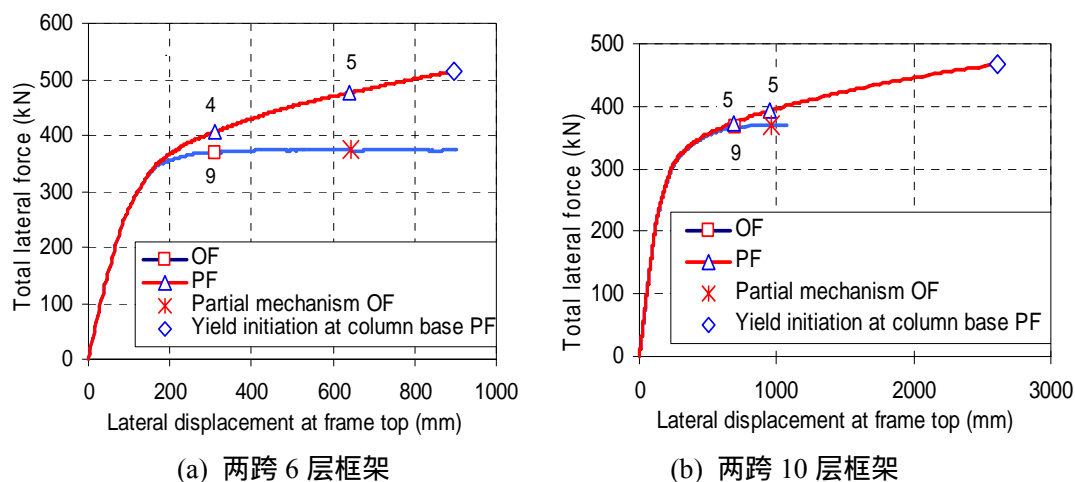 600
500
400
300
200
100
0
0 200 400 600 800 1000
Total lateral force (kN)
Lateral displacement at frame top (mm)
4
5
9
OF
PF
Partial mechanism OF
Yield initiation at column base PF
(a) 两跨 6 层框架
500
400
300
200
100
0
0 1000 2000 3000
Total lateral force (kN)
Lateral displacement at frame top (mm)
5
5
9
OF
PF
Partial mechanism OF
Yield initiation at column base PF
(b) 两跨 10 层框架